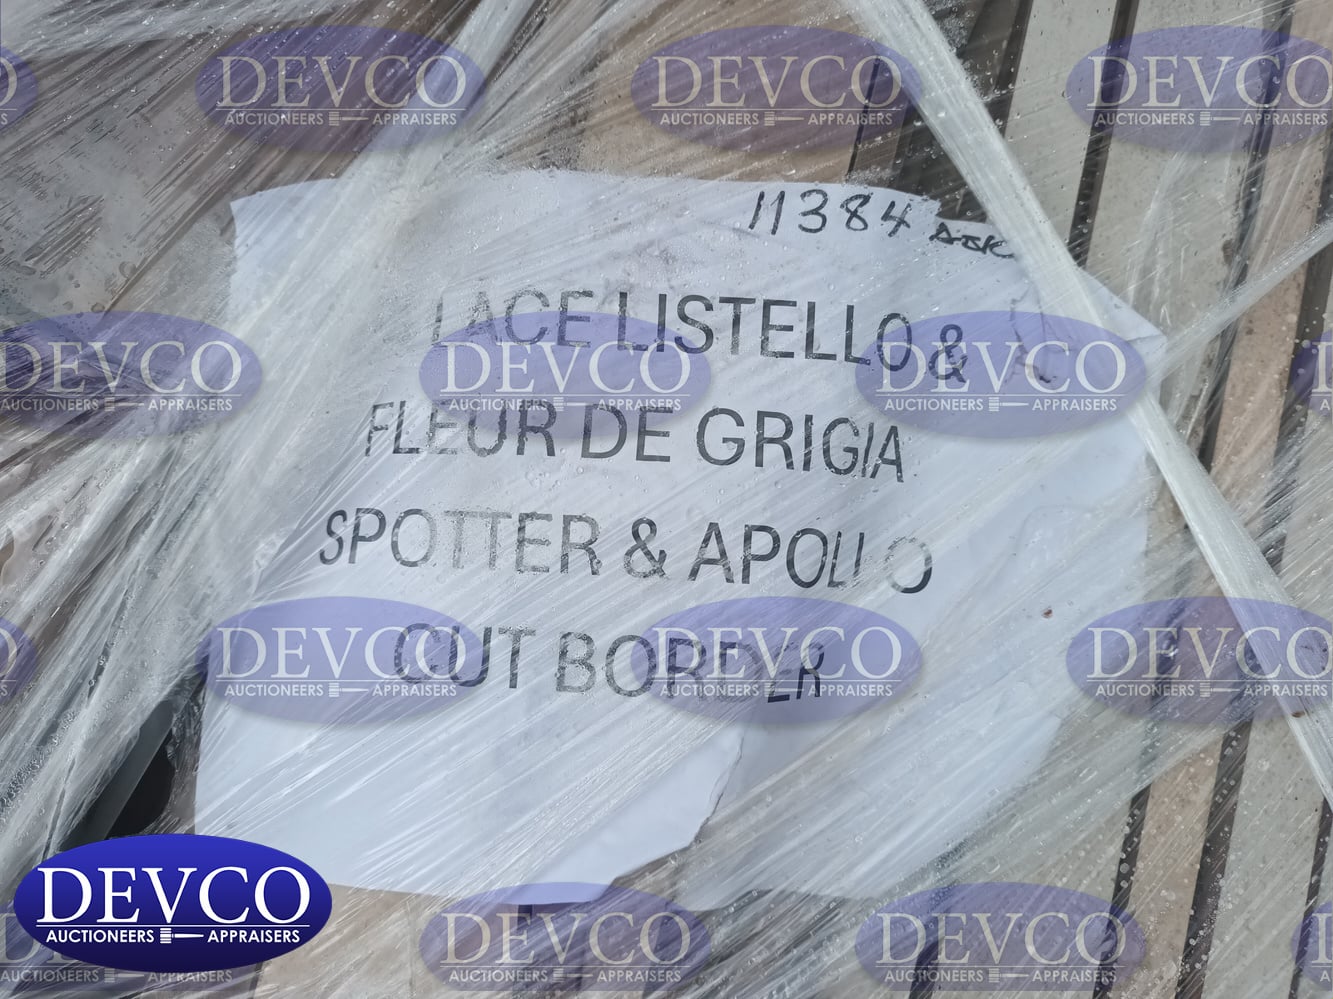 11384
LACE LISTELLO &
FLEUR DE GRIGIA
SPOTTER & APOLLO
CUT BORDER
DEVCO
AUCTIONEERS APPRAISERS